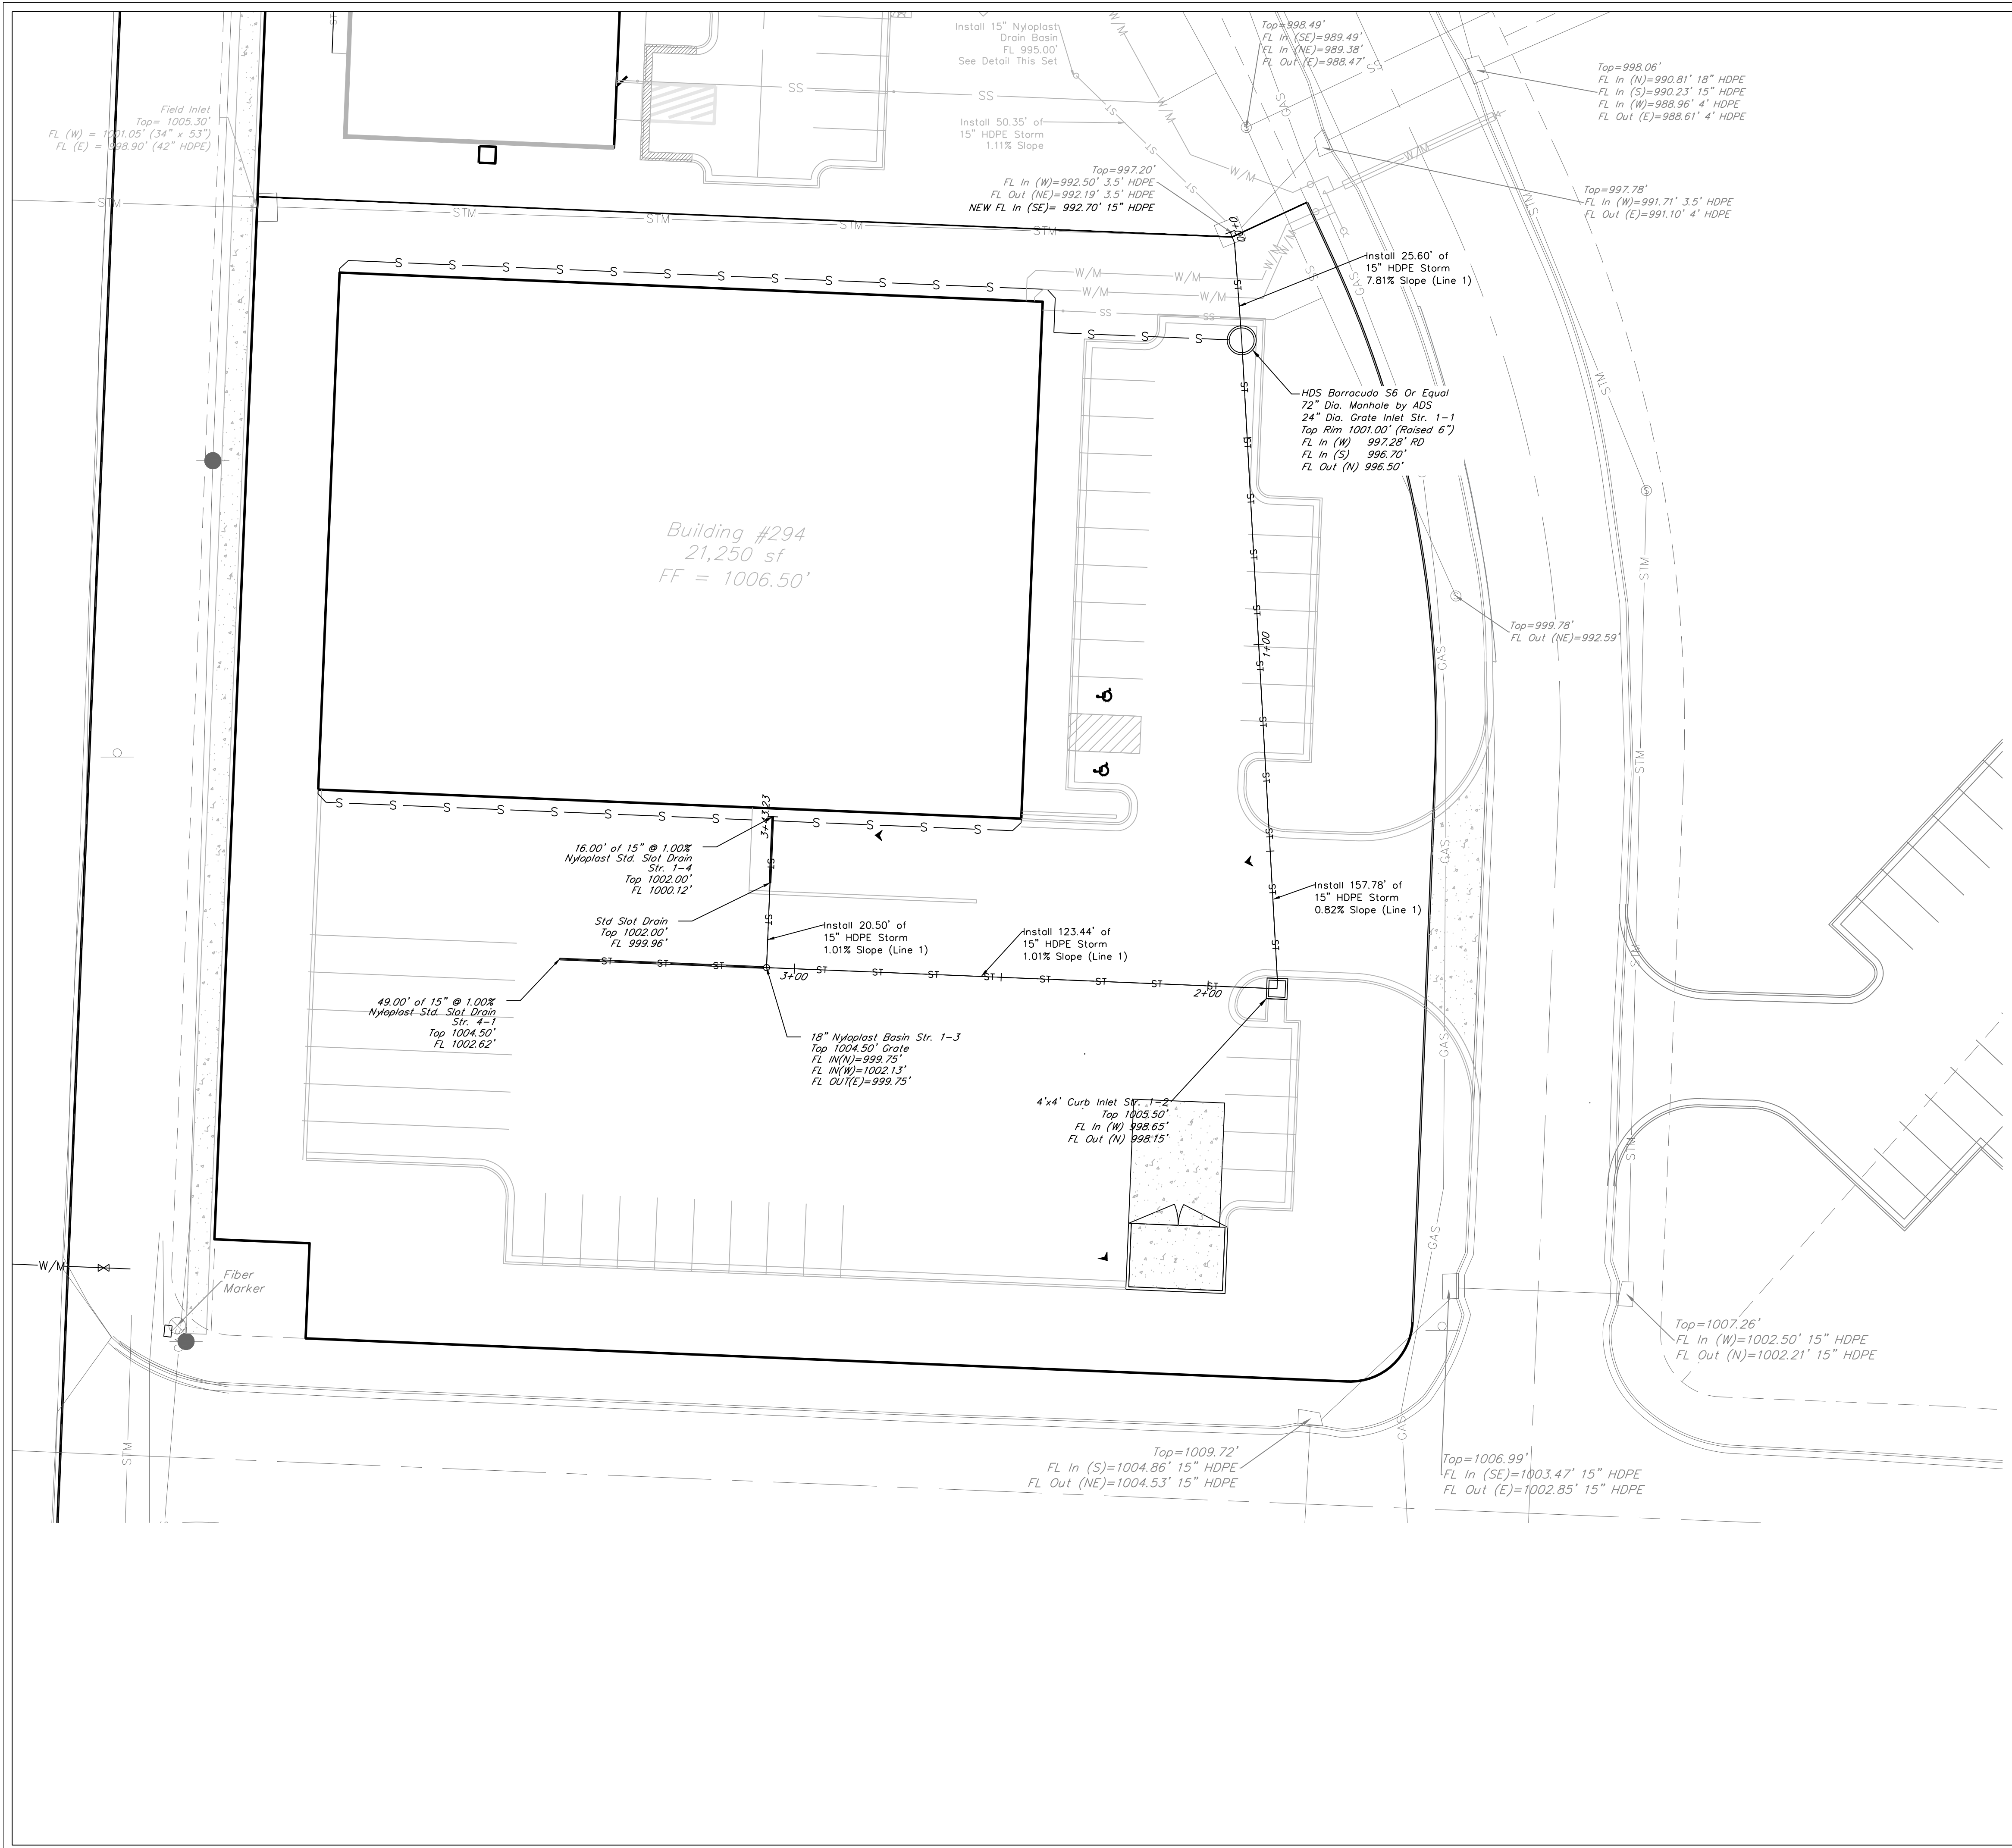 Install 15" Nyloplast
Drain Basin
FL 995.00'
See Detail This Set
Top=998.49'
FL In (SE)=989.49'
FL In (NE)=989.38'
FL Out (E)=988.47'
Top=998.06'
FL In (N)=990.81' 18" HDPE
FL In (S)=990.23' 15" HDPE
FL In (W)=988.96' 4' HDPE
FL Out (E)=988.61' 4' HDPE
Field Inlet
Top= 1005.30'
FL (W) = 1001.05' (34" x 53")
FL (E) = 998.90' (42" HDPE)
Install 50.35' of
15" HDPE Storm
1.11% Slope
Top=997.20'
FL In (W)=992.50' 3.5' HDPE
FL Out (NE)=992.19' 3.5' HDPE
NEW FL In (SE)= 992.70' 15" HDPE
Top=997.78'
FL In (W)=991.71' 3.5' HDPE
FL Out (E)=991.10' 4' HDPE
0+00
Install 25.60' of
15" HDPE Storm
7.81% Slope (Line 1)
HDS Barracuda S6 Or Equal
72" Dia. Manhole by ADS
24" Dia. Grate Inlet Str. 1-1
Top Rim 1001.00' (Raised 6")
FL In (W) 997.28' RD
FL In (S) 996.70'
FL Out (N) 996.50'
Building #294
21,250 sf
FF = 1006.50'
Top=999.78'
FL Out (NE)=992.59'
1+00
3+43.23
16.00' of 15" @ 1.00%
Nyloplast Std. Slot Drain
Str. 1-4
Top 1002.00'
FL 1000.12'
Std Slot Drain
Top 1002.00'
FL 999.96'
Install 20.50' of
15" HDPE Storm
1.01% Slope (Line 1)
Install 123.44' of
15" HDPE Storm
1.01% Slope (Line 1)
Install 157.78' of
15" HDPE Storm
0.82% Slope (Line 1)
3+00
2+00
49.00' of 15" @ 1.00%
Nyloplast Std. Slot Drain
Str. 4-1
Top 1004.50'
FL 1002.62'
18" Nyloplast Basin Str. 1-3
Top 1004.50' Grate
FL IN(N)=999.75'
FL IN(W)=1002.13'
FL OUT(E)=999.75'
4'x4' Curb Inlet Str. 1-2
Top 1005.50'
FL In (W) 998.65'
FL Out (N) 998.15'
W/M
Fiber
Marker
Top=1007.26'
FL In (W)=1002.50' 15" HDPE
FL Out (N)=1002.21' 15" HDPE
Top=1009.72'
FL In (S)=1004.86' 15" HDPE
FL Out (NE)=1004.53' 15" HDPE
Top=1006.99'
FL In (SE)=1003.47' 15" HDPE
FL Out (E)=1002.85' 15" HDPE